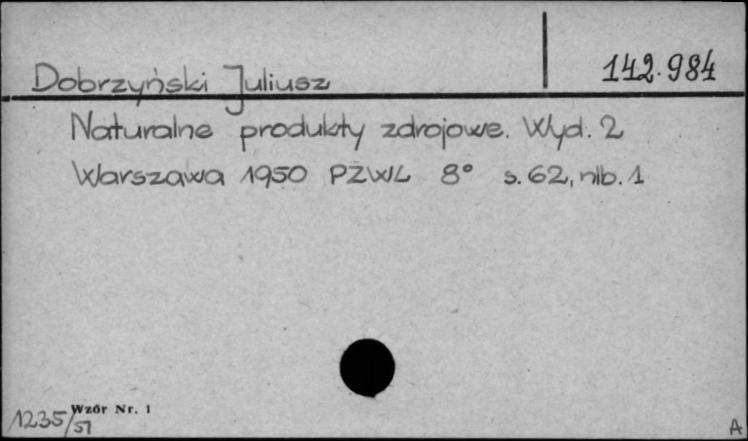 142.984
Dobrzyński Juliusz
Naturalne produkty zdrojowe. Wyd. 2
Warszawa 1950 PZWL 8° s. 62, nlb. 1
Wzór Nr. 1
1235/51
A